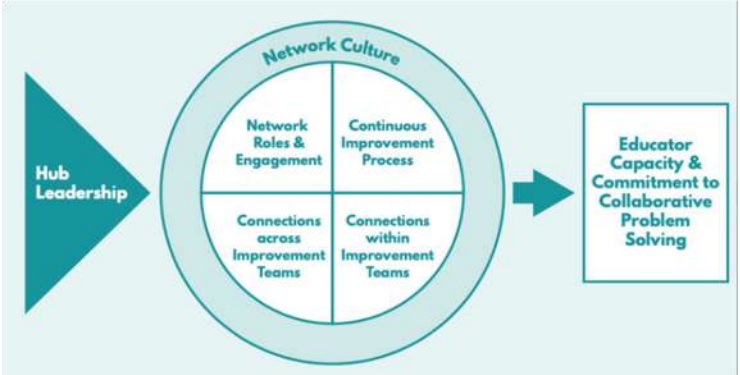 Network Culture
Network
Roles &
Engagement
Continuous
Improvement
Process
Hub
Leadership
Connections
across
Improvement
Teams
Connections
within
Improvement
Teams
Educator
Capacity &
Commitment to
Collaborative
Problem
Solving